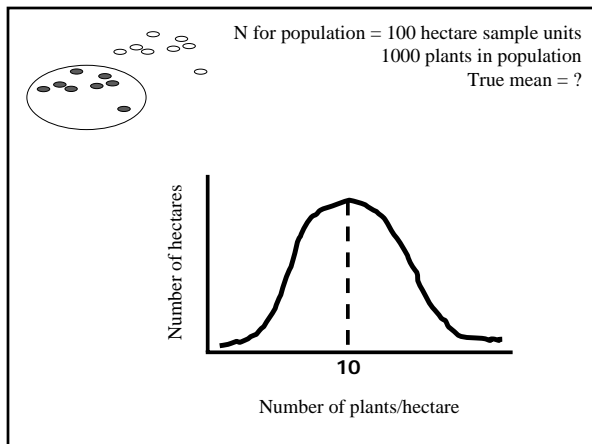 N for population = 100 hectare sample units
1000 plants in population
True mean = ?
Number of hectares
10
Number of plants/hectare